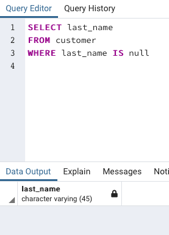 Query Editor Query History
1 SELECT last_name
2 FROM customer
3 WHERE last_name IS null
4
Data Output Explain Messages Noti
last_name
character varying (45)